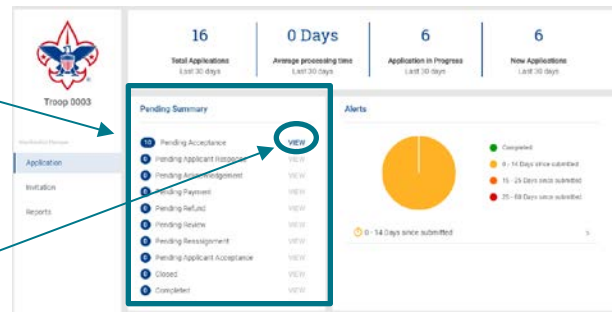 Troop 0003
Application
Invitation
Reports
16
Total Applications
Last 30 days
0 Days
Average processing time
Last 30 days
6
Application in Progress
Last 30 days
6
New Applications
Last 30 days
Pending Summary
10 Pending Acceptance VIEW
0 Pending Applicant Response VIEW
0 Pending Acknowledgement VIEW
0 Pending Payment VIEW
0 Pending Refund VIEW
0 Pending Review VIEW
0 Pending Reassignment VIEW
0 Pending Applicant Acceptance VIEW
0 Closed VIEW
0 Completed VIEW
Alerts
Completed
0 - 14 Days since submitted
15 - 25 Days since submitted
25 - 60 Days since submitted
0 - 14 Days since submitted